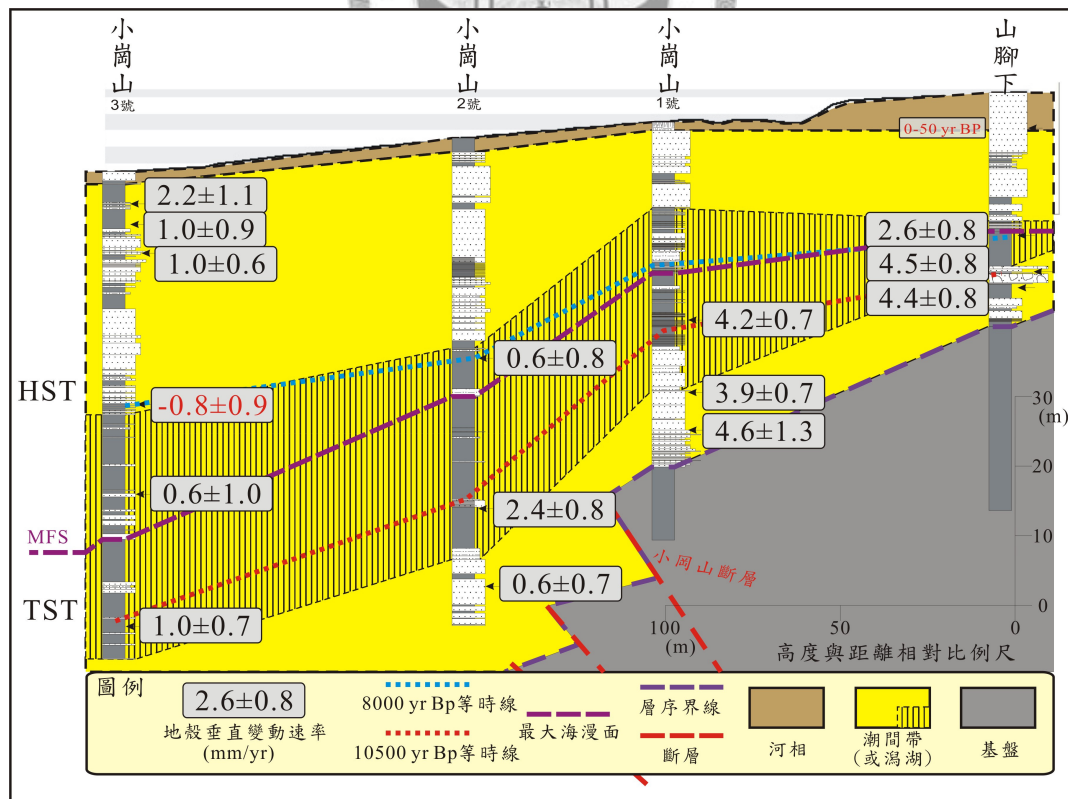 小崗山
3號
小崗山
2號
小崗山
1號
山腳下
0-50 yr BP
2.2±1.1
1.0±0.9
1.0±0.6
2.6±0.8
4.5±0.8
4.4±0.8
4.2±0.7
0.6±0.8
HST
-0.8±0.9
3.9±0.7
4.6±1.3
30
(m)
20
0.6±1.0
2.4±0.8
10
MFS
小岡山斷層
0.6±0.7
TST
1.0±0.7
0
100
50
0
(m)
高度與距離相對比例尺
圖例
2.6±0.8
地殼垂直變動速率
(mm/yr)
8000 yr Bp等時線
10500 yr Bp等時線
最大海漫面
層序界線
斷層
河相
潮間帶
(或潟湖)
基盤